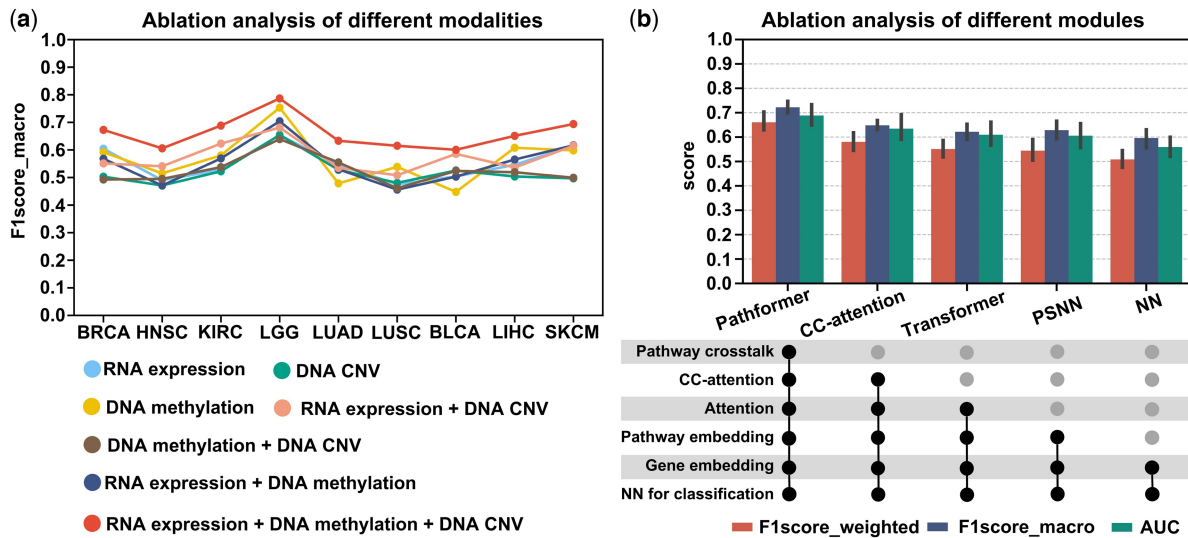 (a) Ablation analysis of different modalities
F1score_macro
1.0
0.9
0.8
0.7
0.6
0.5
0.4
0.3
0.2
0.1
0.0
BRCA HNSC KIRC LGG LUAD LUSC BLCA LIHC SKCM
RNA expression DNA CNV
DNA methylation RNA expression + DNA CNV
DNA methylation + DNA CNV
RNA expression + DNA methylation
RNA expression + DNA methylation + DNA CNV
(b) Ablation analysis of different modules
score
1.0
0.9
0.8
0.7
0.6
0.5
0.4
0.3
0.2
0.1
0.0
Pathformer CC-attention Transformer PSNN NN
Pathway crosstalk
CC-attention
Attention
Pathway embedding
Gene embedding
NN for classification
F1score_weighted F1score_macro AUC